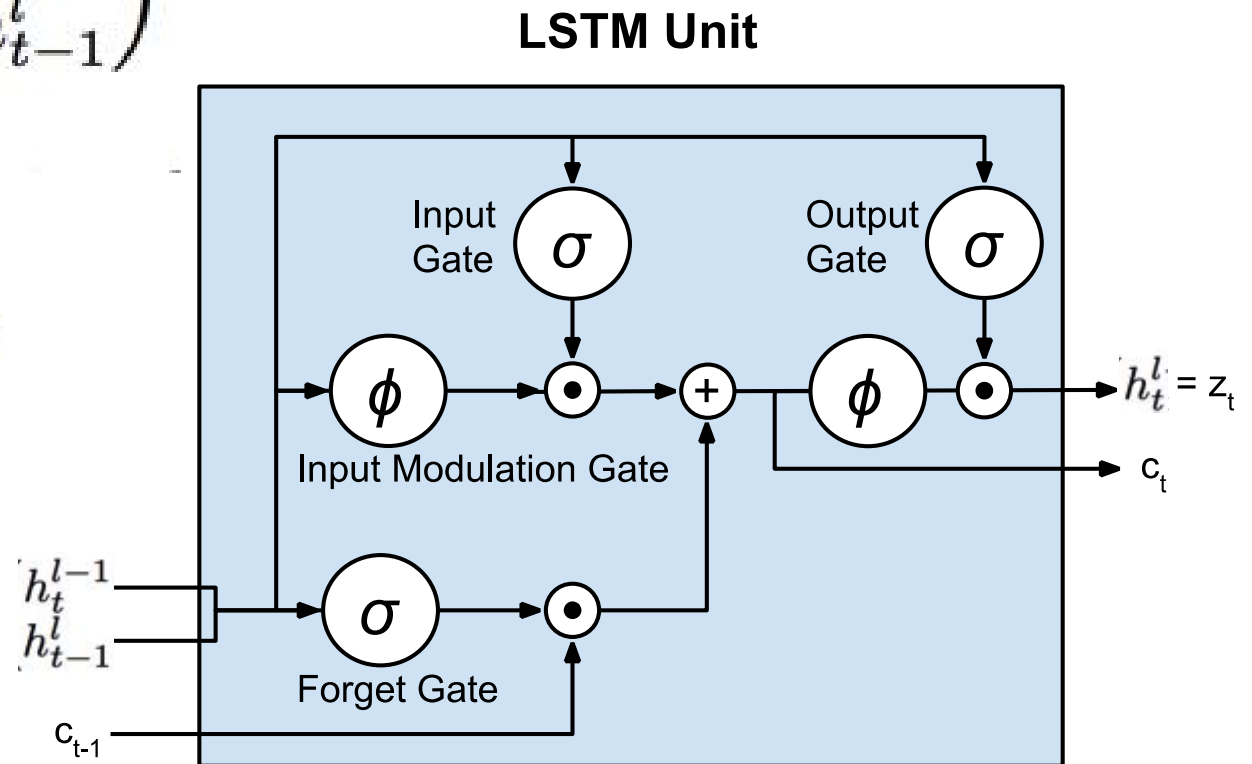 l
t−1)
LSTM Unit
Input
Gate
σ
Output
Gate
σ
ϕ
+
ϕ
h_t^l = z_t
Input Modulation Gate
c_t
h_t^{l−1}
h_{t−1}^l
σ
Forget Gate
c_{t-1}